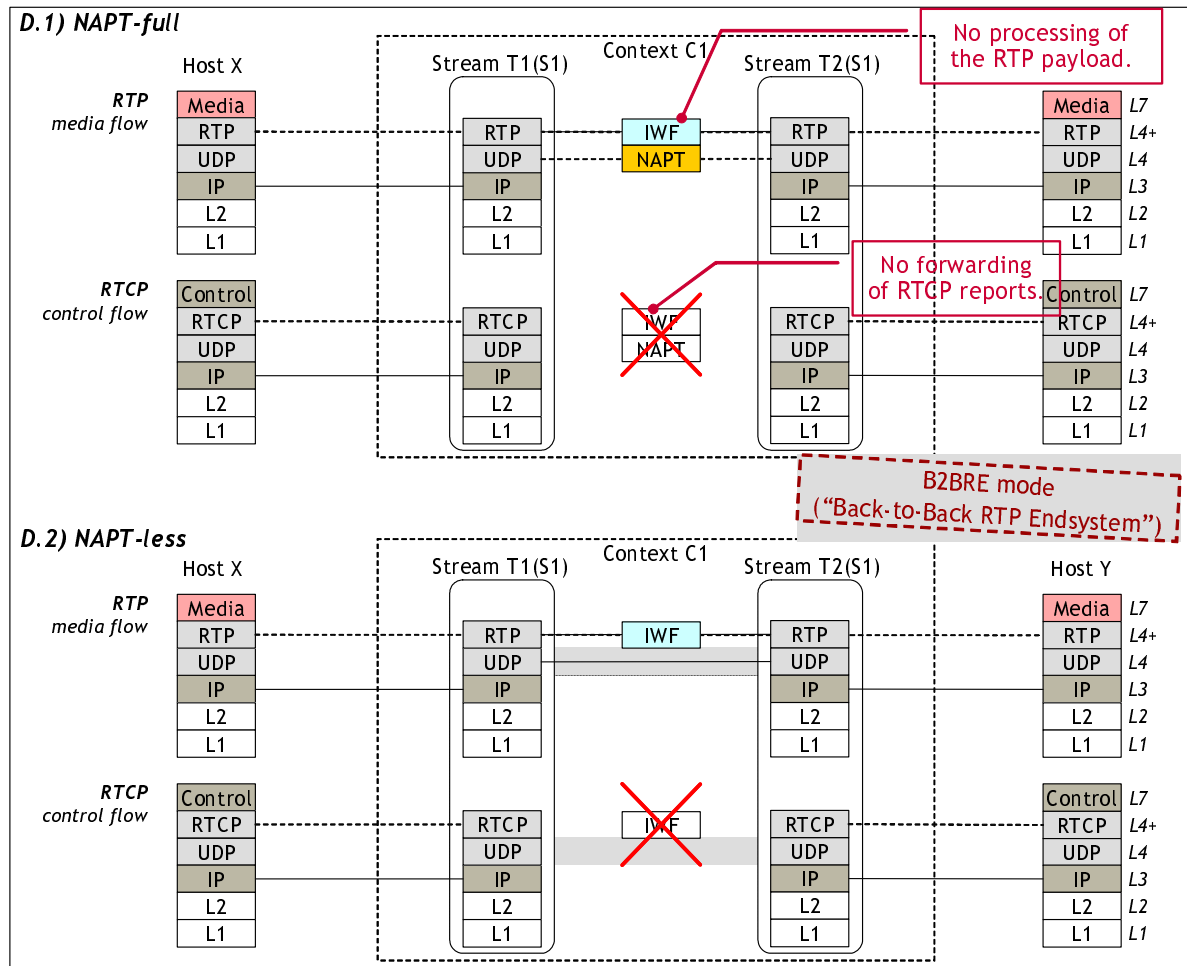 D.1) NAPT-full
No processing of
the RTP payload.
Context C1
Host X
Stream T1(S1)
Stream T2(S1)
RTP
media flow
Media
RTP
UDP
IP
L2
L1
RTP
UDP
IP
L2
L1
IWF
NAPT
RTP
UDP
IP
L2
L1
Media
RTP
UDP
IP
L2
L1
L7
L4+
L4
L3
L2
L1
No forwarding
of RTCP reports.
RTCP
control flow
Control
RTCP
UDP
IP
L2
L1
RTCP
UDP
IP
L2
L1
IWF
NAPT
RTCP
UDP
IP
L2
L1
Control
RTCP
UDP
IP
L2
L1
L7
L4+
L4
L3
L2
L1
B2BRE mode
(“Back-to-Back RTP Endsystem”)
D.2) NAPT-less
Context C1
Host X
Stream T1(S1)
Stream T2(S1)
Host Y
RTP
media flow
Media
RTP
UDP
IP
L2
L1
RTP
UDP
IP
L2
L1
IWF
RTP
UDP
IP
L2
L1
Media
RTP
UDP
IP
L2
L1
L7
L4+
L4
L3
L2
L1
RTCP
control flow
Control
RTCP
UDP
IP
L2
L1
RTCP
UDP
IP
L2
L1
IWF
RTCP
UDP
IP
L2
L1
Control
RTCP
UDP
IP
L2
L1
L7
L4+
L4
L3
L2
L1